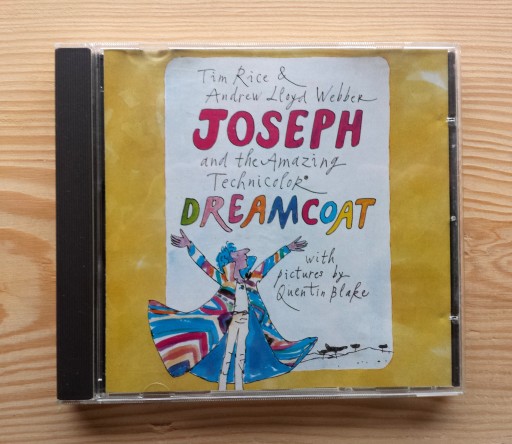 Tim Rice &
Andrew Lloyd Webber
JOSEPH
and the Amazing
Technicolor®
DREAMCOAT
with
pictures by
Quentin Blake